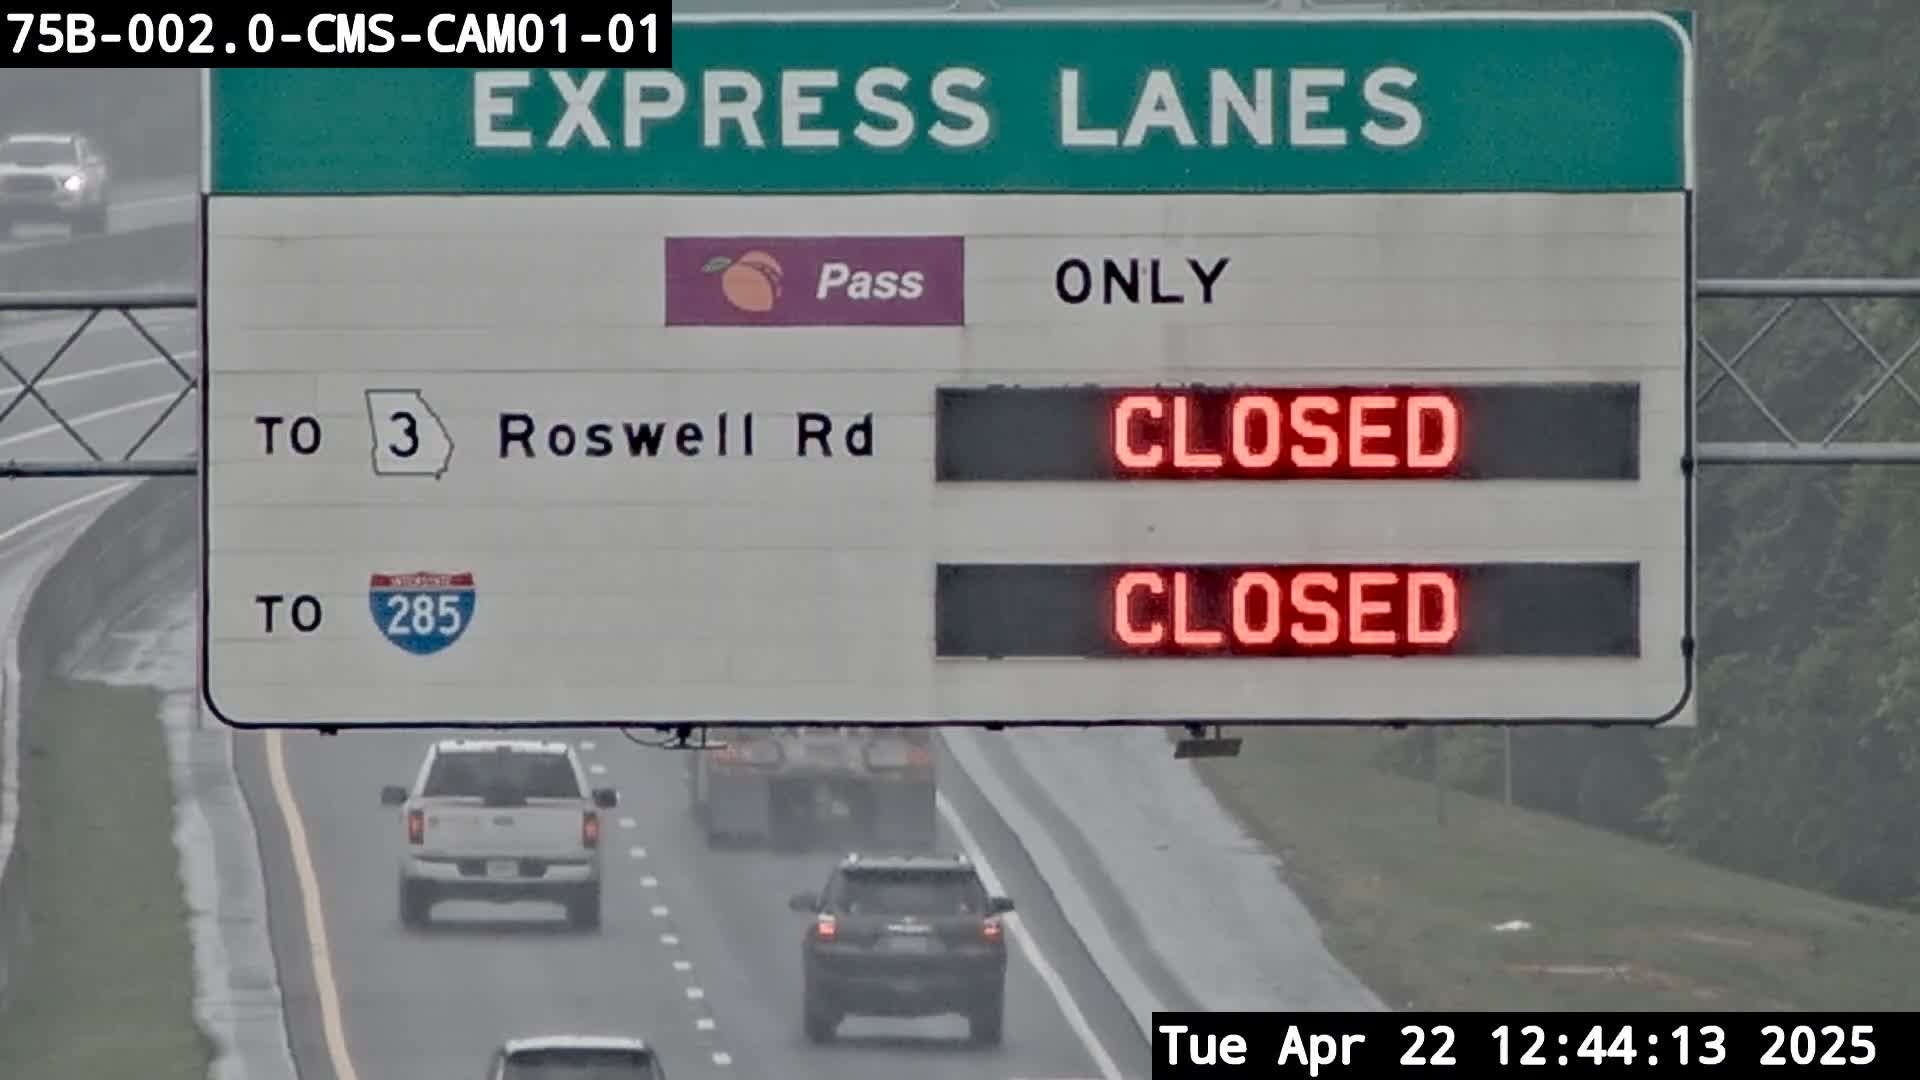 75B-002.0-CMS-CAM01-01
EXPRESS LANES
Pass ONLY
TO 3 Roswell Rd CLOSED
INTERSTATE
TO 285 CLOSED
Tue Apr 22 12:44:13 2025